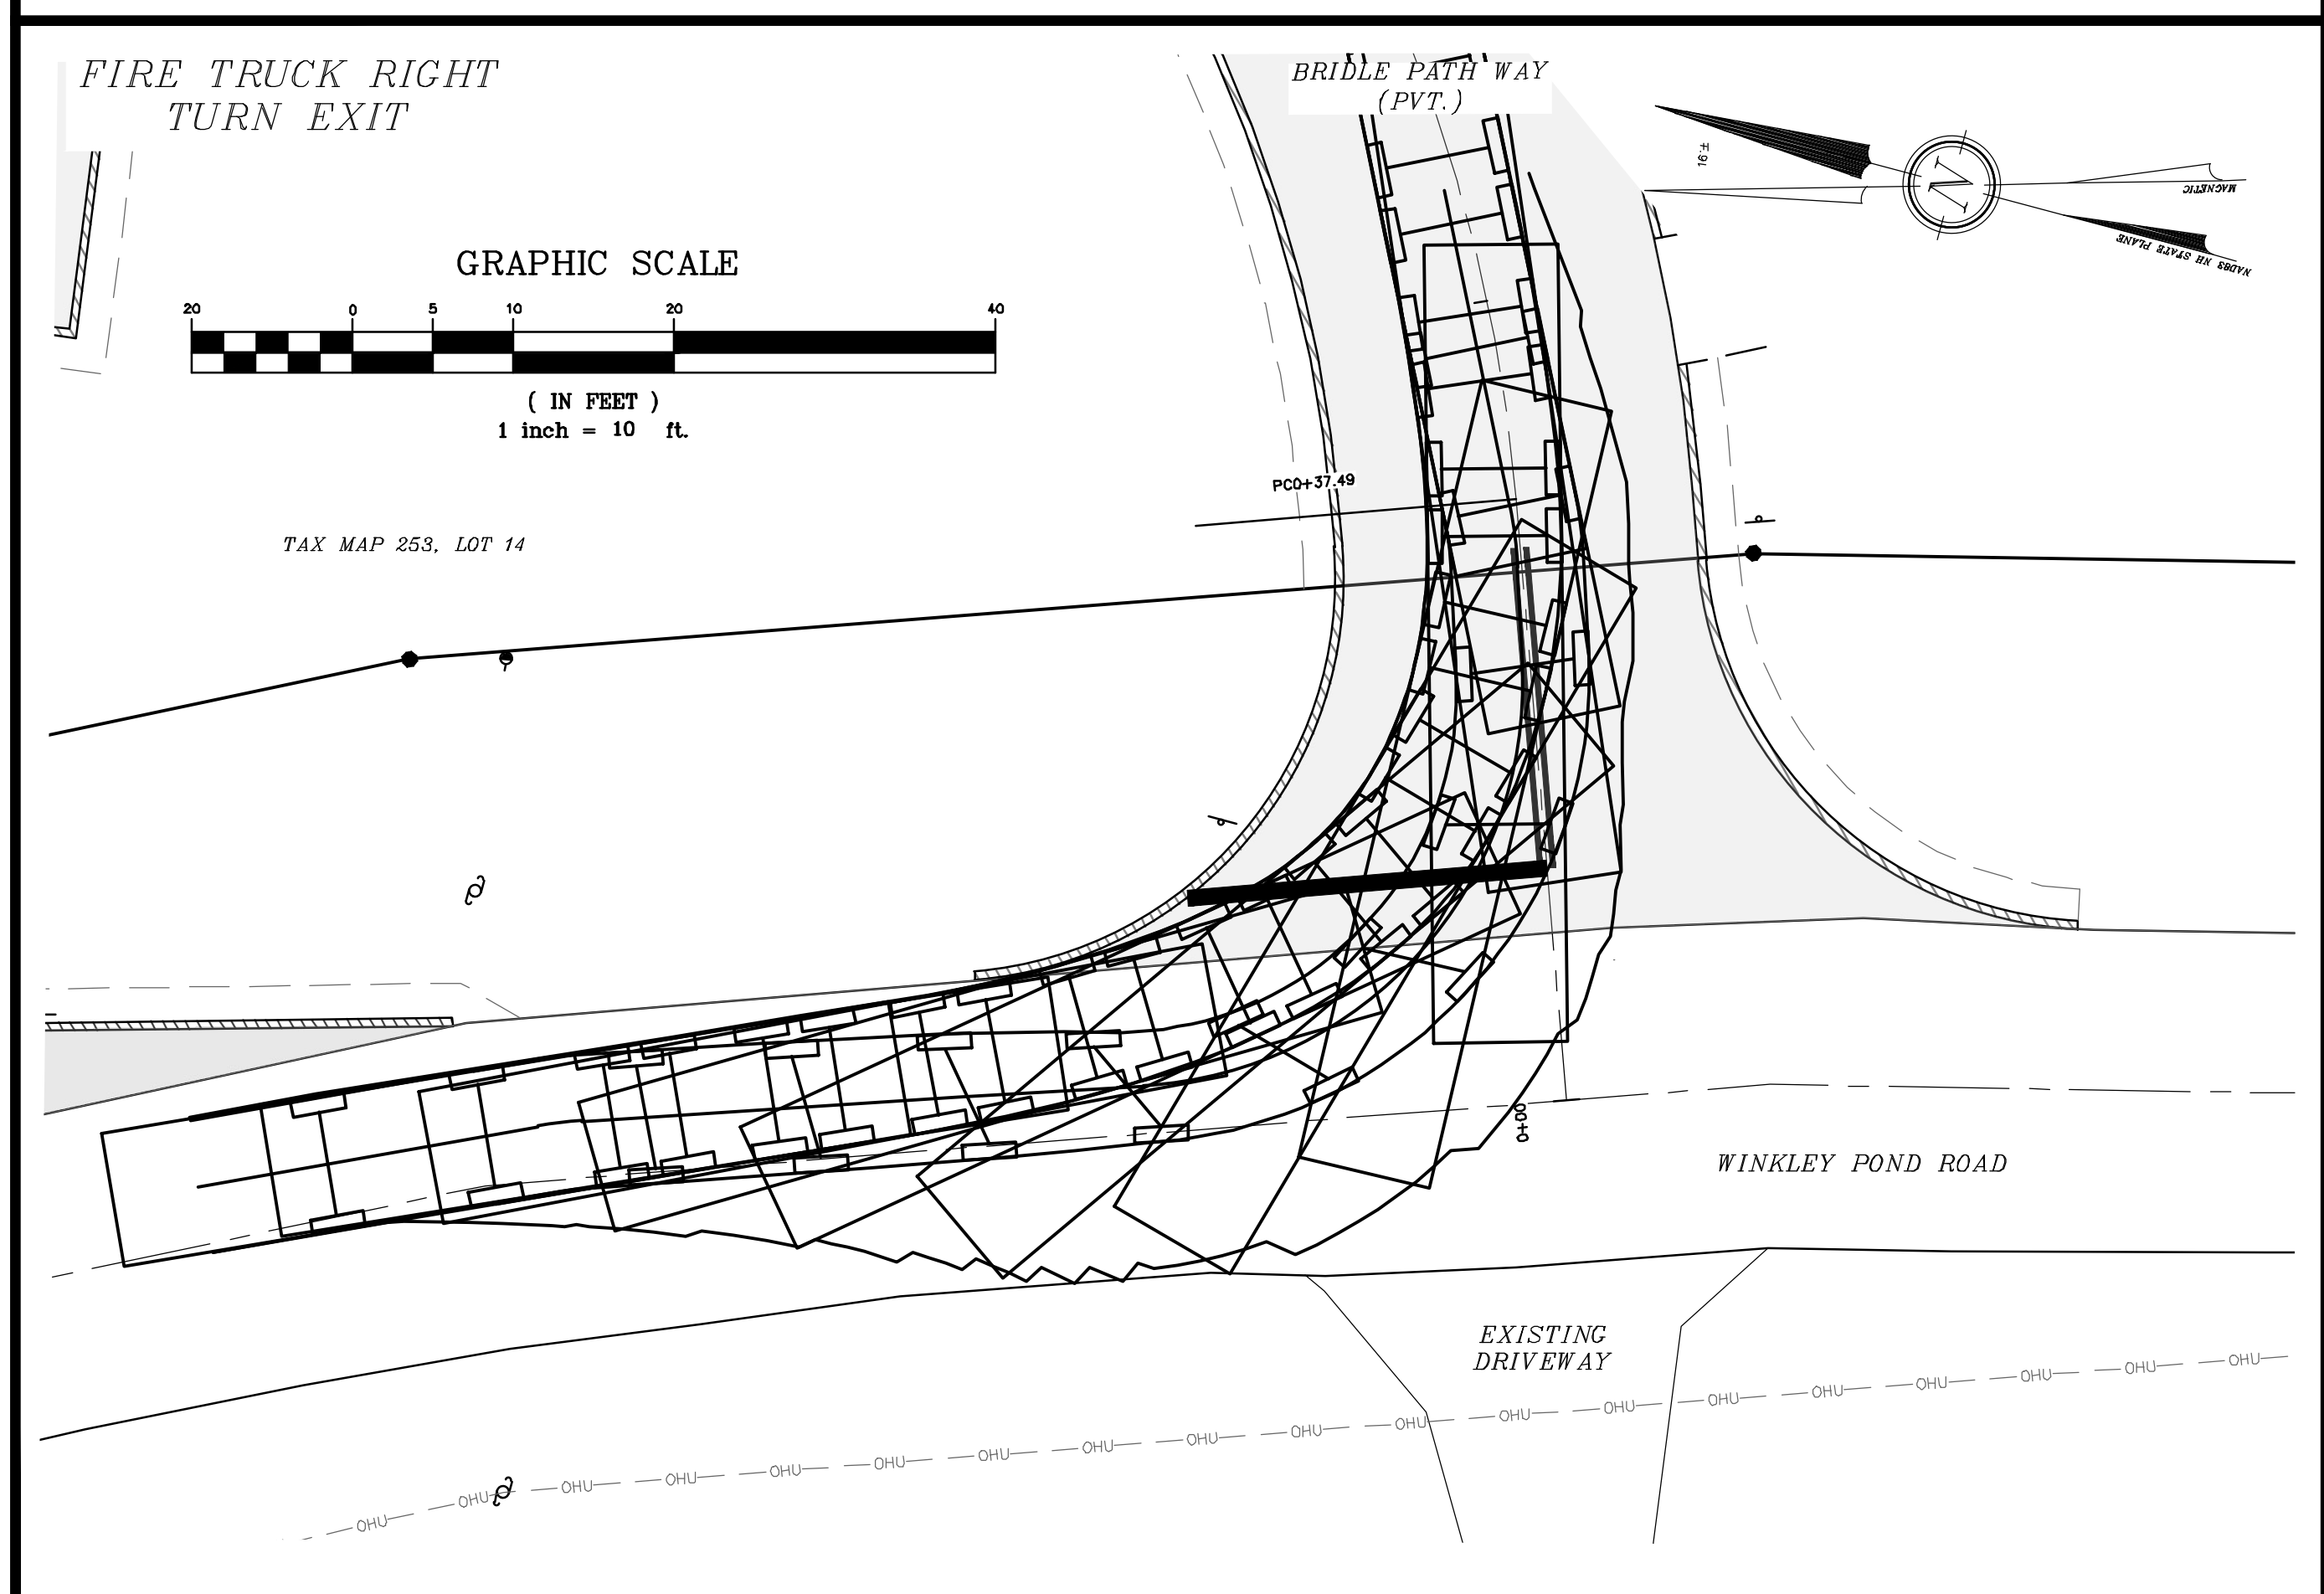 FIRE TRUCK RIGHT
TURN EXIT
BRIDLE PATH WAY
(PVT.)
16'±
N
MAGNETIC
NAD83 NH STATE PLANE
GRAPHIC SCALE
20 0 5 10 20 40
( IN FEET )
1 inch = 10 ft.
PC0+37.49
TAX MAP 253, LOT 14
0+00
WINKLEY POND ROAD
EXISTING
DRIVEWAY
OHU OHU OHU OHU OHU OHU OHU OHU OHU OHU OHU OHU OHU OHU OHU OHU OHU OHU OHU